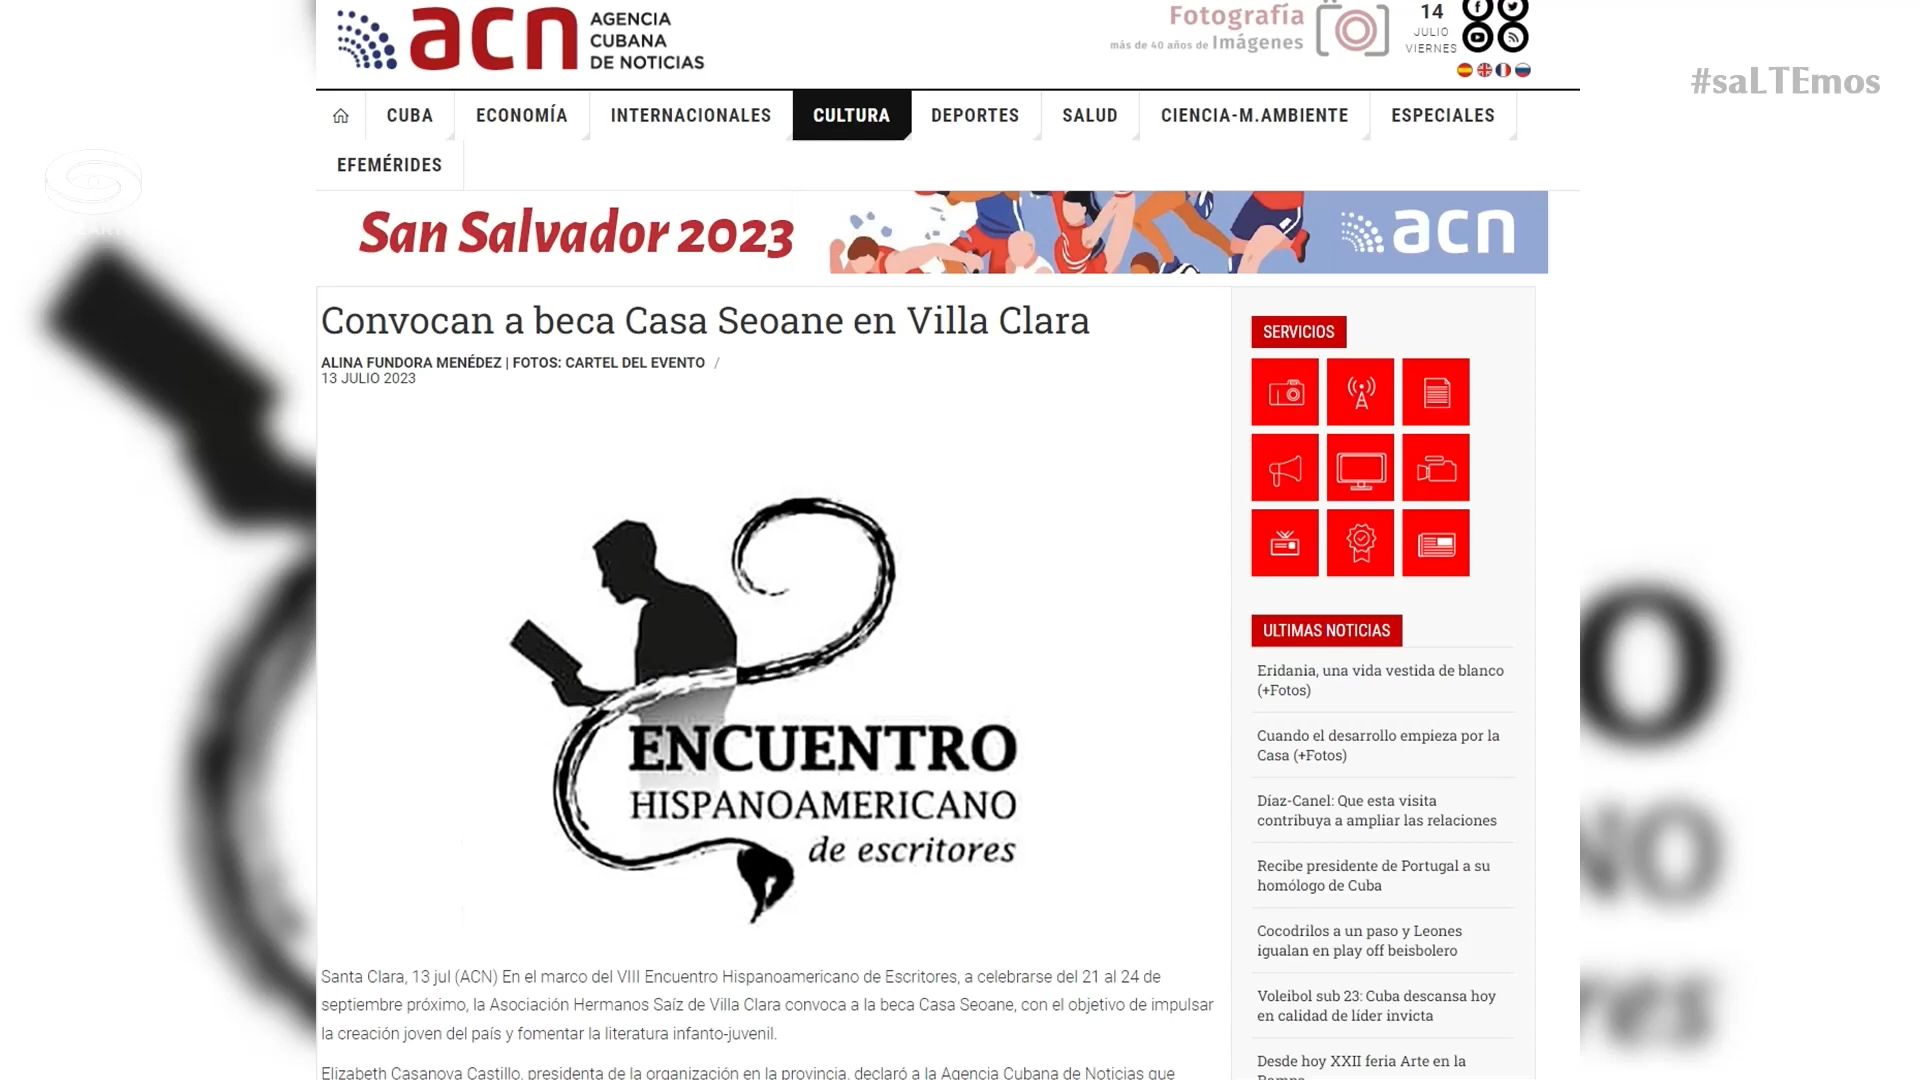 acn
AGENCIA
CUBANA
DE NOTICIAS
Fotografía
más de 40 años de Imágenes
14
JULIO
VIERNES
#saLTEmos
CUBA
ECONOMÍA
INTERNACIONALES
CULTURA
DEPORTES
SALUD
CIENCIA-M.AMBIENTE
ESPECIALES
EFEMÉRIDES
San Salvador 2023
acn
Convocan a beca Casa Seoane en Villa Clara
ALINA FUNDORA MENÉDEZ | FOTOS: CARTEL DEL EVENTO /
13 JULIO 2023
ENCUENTRO
HISPANOAMERICANO
de escritores
Santa Clara, 13 jul (ACN) En el marco del VIII Encuentro Hispanoamericano de Escritores, a celebrarse del 21 al 24 de
septiembre próximo, la Asociación Hermanos Saíz de Villa Clara convoca a la beca Casa Seoane, con el objetivo de impulsar
la creación joven del país y fomentar la literatura infanto-juvenil.
Elizabeth Casanova Castillo, presidenta de la organización en la provincia, declaró a la Agencia Cubana de Noticias que
SERVICIOS
ULTIMAS NOTICIAS
Eridania, una vida vestida de blanco
(+Fotos)
Cuando el desarrollo empieza por la
Casa (+Fotos)
Díaz-Canel: Que esta visita
contribuya a ampliar las relaciones
Recibe presidente de Portugal a su
homólogo de Cuba
Cocodrilos a un paso y Leones
igualan en play off beisbolero
Voleibol sub 23: Cuba descansa hoy
en calidad de líder invicta
Desde hoy XXII feria Arte en la